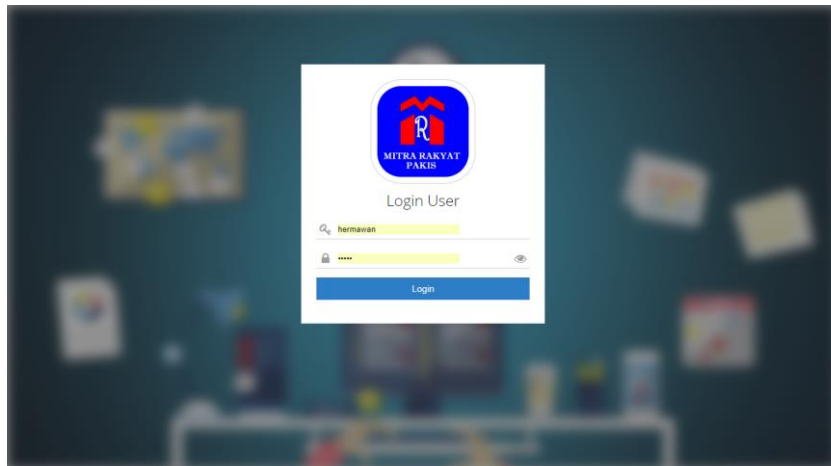 R
MITRA RAKYAT
PAKIS
Login User
hermawan
•••••
Login